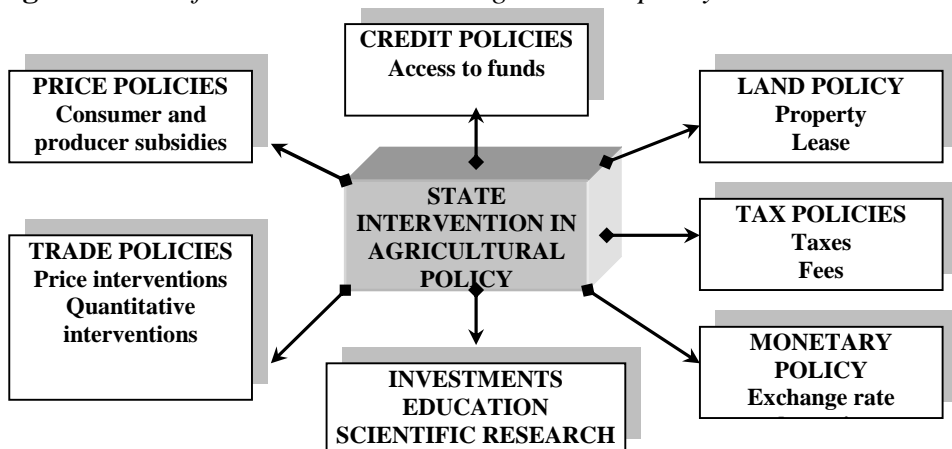 CREDIT POLICIES
Access to funds
PRICE POLICIES
Consumer and
producer subsidies
LAND POLICY
Property
Lease
STATE
INTERVENTION IN
AGRICULTURAL
POLICY
TAX POLICIES
Taxes
Fees
TRADE POLICIES
Price interventions
Quantitative
interventions
MONETARY
POLICY
Exchange rate
INVESTMENTS
EDUCATION
SCIENTIFIC RESEARCH